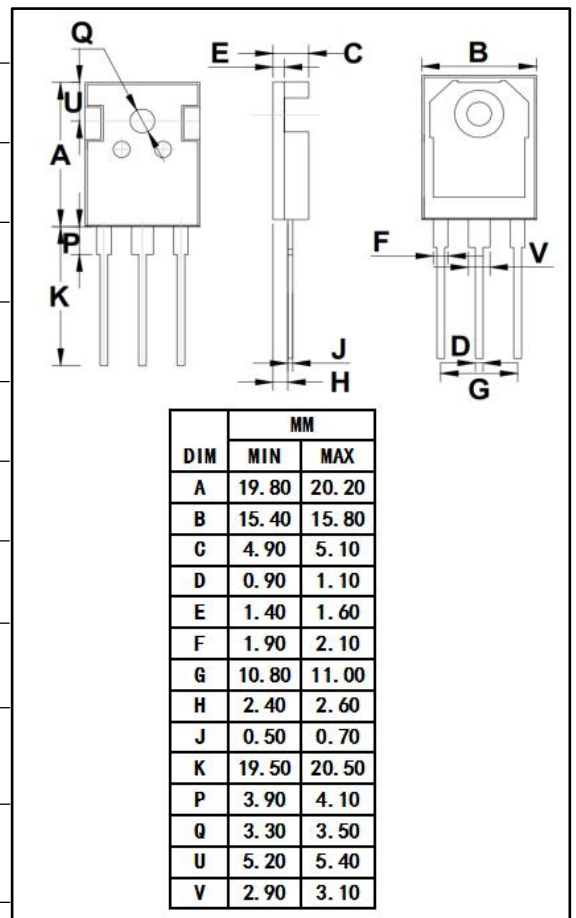 Q
E C B
U
A
P
K
F V
J D
H G
MM
DIM MIN MAX
A 19.80 20.20
B 15.40 15.80
C 4.90 5.10
D 0.90 1.10
E 1.40 1.60
F 1.90 2.10
G 10.80 11.00
H 2.40 2.60
J 0.50 0.70
K 19.50 20.50
P 3.90 4.10
Q 3.30 3.50
U 5.20 5.40
V 2.90 3.10